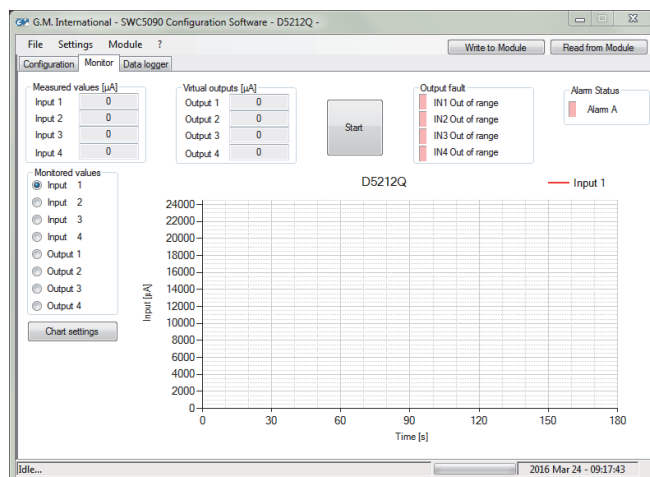 G.M. International - SWC5090 Configuration Software - D5212Q -
File Settings Module ?
Write to Module Read from Module
Configuration Monitor Data logger
Measured values [µA]
Input 1 0
Input 2 0
Input 3 0
Input 4 0
Virtual outputs [µA]
Output 1 0
Output 2 0
Output 3 0
Output 4 0
Start
Output fault
IN1 Out of range
IN2 Out of range
IN3 Out of range
IN4 Out of range
Alarm Status
Alarm A
Monitored values
Input 1
Input 2
Input 3
Input 4
Output 1
Output 2
Output 3
Output 4
Chart settings
D5212Q
Input 1
24000
22000
20000
18000
16000
14000
12000
10000
8000
6000
4000
2000
0
Input [µA]
0 30 60 90 120 150 180
Time [s]
Idle... 2016 Mar 24 - 09:17:43